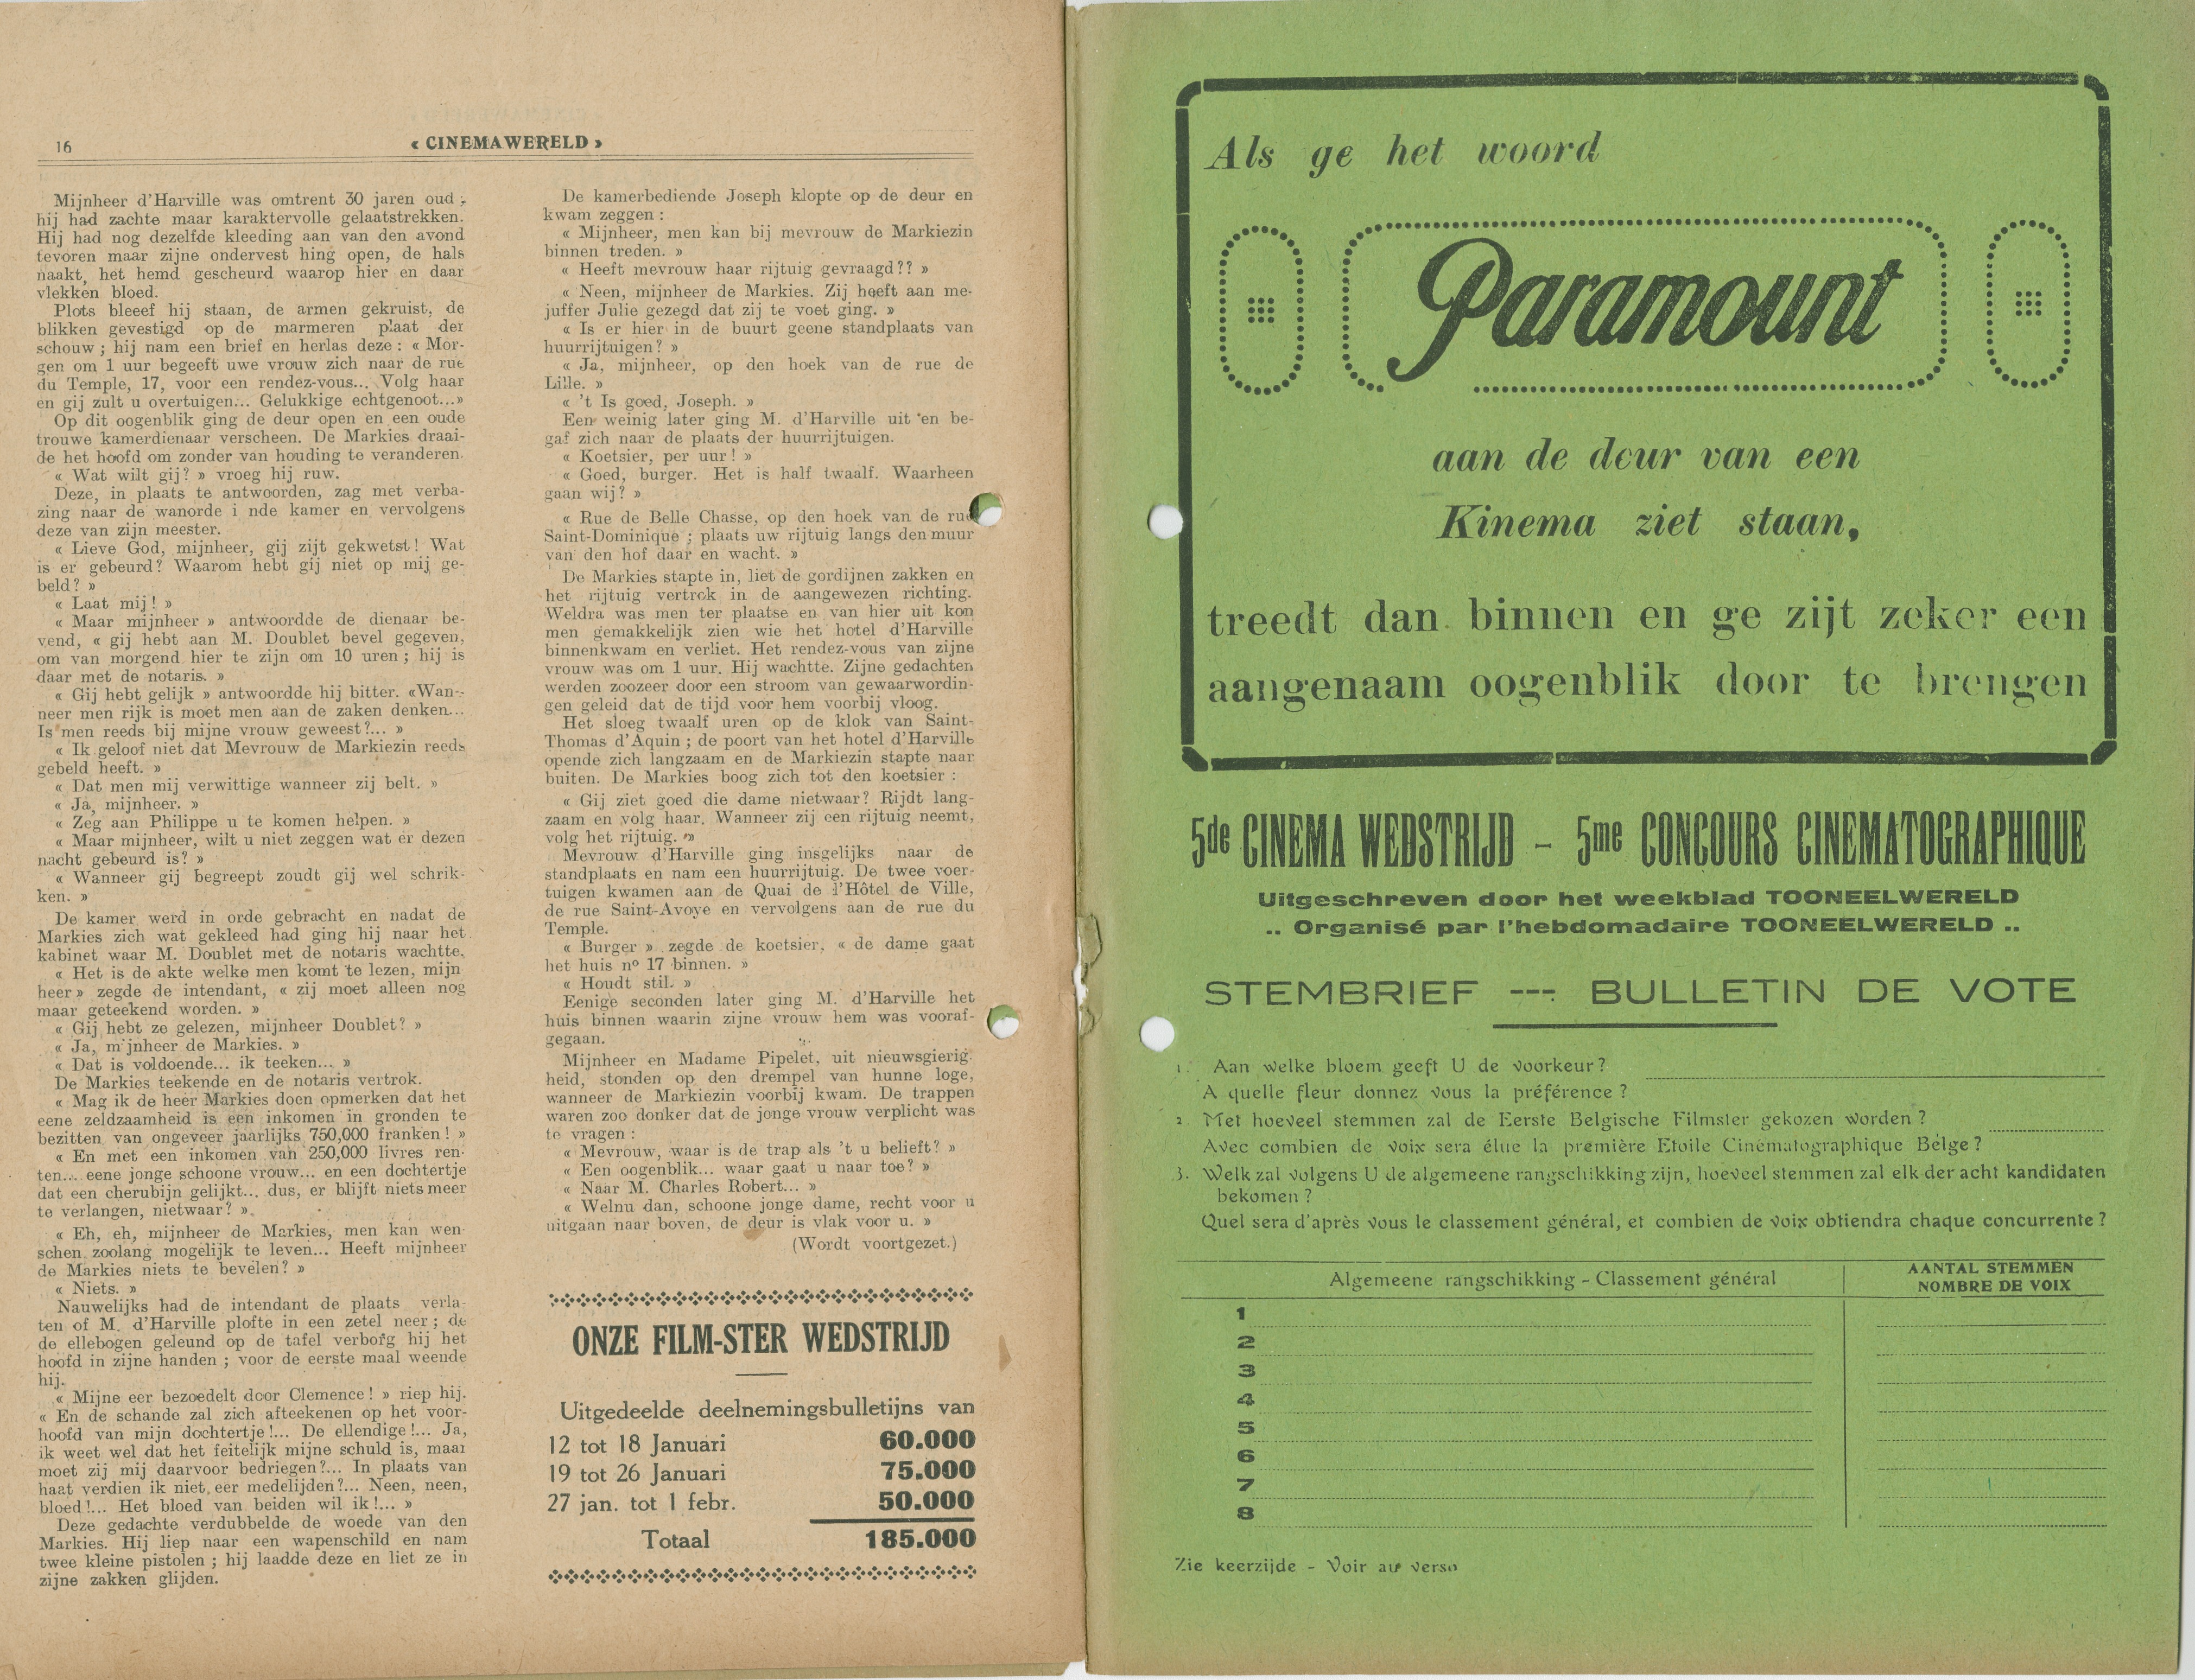 16
« CINEMAWERELD »
Mijnheer d'Harville was omtrent 30 jaren oud ;
hij had zachte maar karaktervolle gelaatstrekken.
Hij had nog dezelfde kleeding aan van den avond
tevoren maar zijne ondervest hing open, de hals
naakt, het hemd gescheurd waarop hier en daar
vlekken bloed.
Plots bleeef hij staan, de armen gekruist, de
blikken gevestigd op de marmeren plaat der
schouw ; hij nam een brief en herlas deze : « Mor-
gen om 1 uur begeeft uwe vrouw zich naar de rue
du Temple, 17, voor een rendez-vous... Volg haar
en gij zult u overtuigen... Gelukkige echtgenoot...»
Op dit oogenblik ging de deur open en een oude
trouwe kamerdienaar verscheen. De Markies draai-
de het hoofd om zonder van houding te veranderen.
« Wat wilt gij? » vroeg hij ruw.
Deze, in plaats te antwoorden, zag met verba-
zing naar de wanorde i nde kamer en vervolgens
deze van zijn meester.
« Lieve God, mijnheer, gij zijt gekwetst! Wat
is er gebeurd? Waarom hebt gij niet op mij ge-
beld? »
« Laat mij! »
« Maar mijnheer » antwoordde de dienaar be-
vend, « gij hebt aan M. Doublet bevel gegeven,
om van morgend hier te zijn om 10 uren ; hij is
daar met de notaris. »
« Gij hebt gelijk » antwoordde hij bitter. «Wan-
neer men rijk is moet men aan de zaken denken...
Is men reeds bij mijne vrouw geweest?... »
« Ik geloof niet dat Mevrouw de Markiezin reeds
gebeld heeft. »
« Dat men mij verwittige wanneer zij belt. »
« Ja, mijnheer. »
« Zeg aan Philippe u te komen helpen. »
« Maar mijnheer, wilt u niet zeggen wat er dezen
nacht gebeurd is? »
« Wanneer gij begreept zoudt gij wel schrik-
ken. »
De kamer werd in orde gebracht en nadat de
Markies zich wat gekleed had ging hij naar het
kabinet waar M. Doublet met de notaris wachtte.
« Het is de akte welke men komt te lezen, mijn
heer » zegde de intendant, « zij moet alleen nog
maar geteekend worden. »
« Gij hebt ze gelezen, mijnheer Doublet? »
« Ja, m'jnheer de Markies. »
« Dat is voldoende... ik teeken... »
De Markies teekende en de notaris vertrok.
« Mag ik de heer Markies doen opmerken dat het
eene zeldzaamheid is een inkomen in gronden te
bezitten van ongeveer jaarlijks 750,000 franken! »
« En met een inkomen van 250,000 livres ren-
ten... eene jonge schoone vrouw... en een dochtertje
dat een cherubijn gelijkt... dus, er blijft niets meer
te verlangen, nietwaar? ».
« Eh, eh, mijnheer de Markies, men kan wen-
schen zoolang mogelijk te leven... Heeft mijnheer
de Markies niets te bevelen? »
« Niets. »
Nauwelijks had de intendant de plaats verla-
ten of M. d'Harville plofte in een zetel neer ; de
de ellebogen geleund op de tafel verborg hij het
hoofd in zijne handen ; voor de eerste maal weende
hij.
« Mijne eer bezoedelt door Clemence! » riep hij.
« En de schande zal zich afteekenen op het voor-
hoofd van mijn dochtertje!... De ellendige!... Ja,
ik weet wel dat het feitelijk mijne schuld is, maar
moet zij mij daarvoor bedriegen?... In plaats van
haat verdien ik niet eer medelijden?... Neen, neen,
bloed!... Het bloed van beiden wil ik!... »
Deze gedachte verdubbelde de woede van den
Markies. Hij liep naar een wapenschild en nam
twee kleine pistolen ; hij laadde deze en liet ze in
zijne zakken glijden.
De kamerbediende Joseph klopte op de deur en
kwam zeggen :
« Mijnheer, men kan bij mevrouw de Markiezin
binnen treden. »
« Heeft mevrouw haar rijtuig gevraagd?? »
« Neen, mijnheer de Markies. Zij heeft aan me-
juffer Julie gezegd dat zij te voet ging. »
« Is er hier in de buurt geene standplaats van
huurrijtuigen? »
« Ja, mijnheer, op den hoek van de rue de
Lille. »
« 't Is goed, Joseph. »
Een weinig later ging M. d'Harville uit en be-
gaf zich naar de plaats der huurrijtuigen.
« Koetsier, per uur! »
« Goed, burger. Het is half twaalf. Waarheen
gaan wij? »
« Rue de Belle Chasse, op den hoek van de rue
Saint-Dominique ; plaats uw rijtuig langs den muur
van den hof daar en wacht. »
De Markies stapte in, liet de gordijnen zakken en
het rijtuig vertrok in de aangewezen richting.
Weldra was men ter plaatse en van hier uit kon
men gemakkelijk zien wie het hotel d'Harville
binnenkwam en verliet. Het rendez-vous van zijne
vrouw was om 1 uur. Hij wachtte. Zijne gedachten
werden zoozeer door een stroom van gewaarwordin-
gen geleid dat de tijd voor hem voorbij vloog.
Het sloeg twaalf uren op de klok van Saint-
Thomas d'Aquin ; de poort van het hotel d'Harville
opende zich langzaam en de Markiezin stapte naar
buiten. De Markies boog zich tot den koetsier :
« Gij ziet goed die dame nietwaar? Rijdt lang-
zaam en volg haar. Wanneer zij een rijtuig neemt,
volg het rijtuig. »
Mevrouw d'Harville ging insgelijks naar de
standplaats en nam een huurrijtuig. De twee voer-
tuigen kwamen aan de Quai de l'Hôtel de Ville,
de rue Saint-Avoye en vervolgens aan de rue du
Temple.
« Burger » zegde de koetsier, « de dame gaat
het huis nº 17 binnen. »
« Houdt stil. »
Eenige seconden later ging M. d'Harville het
huis binnen waarin zijne vrouw hem was vooraf-
gegaan.
Mijnheer en Madame Pipelet, uit nieuwsgierig-
heid, stonden op den drempel van hunne loge,
wanneer de Markiezin voorbij kwam. De trappen
waren zoo donker dat de jonge vrouw verplicht was
te vragen :
« Mevrouw, waar is de trap als 't u belieft? »
« Een oogenblik... waar gaat u naar toe? »
« Naar M. Charles Robert... »
« Welnu dan, schoone jonge dame, recht voor u
uitgaan naar boven, de deur is vlak voor u. »
(Wordt voortgezet.)
ONZE FILM-STER WEDSTRIJD
Uitgedeelde deelnemingsbulletijns van
12 tot 18 Januari 60.000
19 tot 26 Januari 75.000
27 jan. tot 1 febr. 50.000
Totaal 185.000
Als ge het woord
Paramount
aan de deur van een
Kinema ziet staan,
treedt dan binnen en ge zijt zeker een
aangenaam oogenblik door te brengen
5de CINEMA WEDSTRIJD - 5me CONCOURS CINEMATOGRAPHIQUE
Uitgeschreven door het weekblad TOONEELWERELD
.. Organisé par l'hebdomadaire TOONEELWERELD ..
STEMBRIEF --- BULLETIN DE VOTE
1. Aan welke bloem geeft U de voorkeur?
A quelle fleur donnez vous la préférence ?
2. Met hoeveel stemmen zal de Eerste Belgische Filmster gekozen worden ?
Avec combien de voix sera élue la première Etoile Cinématographique Belge ?
3. Welk zal volgens U de algemeene rangschikking zijn, hoeveel stemmen zal elk der acht kandidaten
bekomen ?
Quel sera d'après vous le classement général, et combien de voix obtiendra chaque concurrente ?
Algemeene rangschikking - Classement général
AANTAL STEMMEN
NOMBRE DE VOIX
1
2
3
4
5
6
7
8
Zie keerzijde - Voir au verso